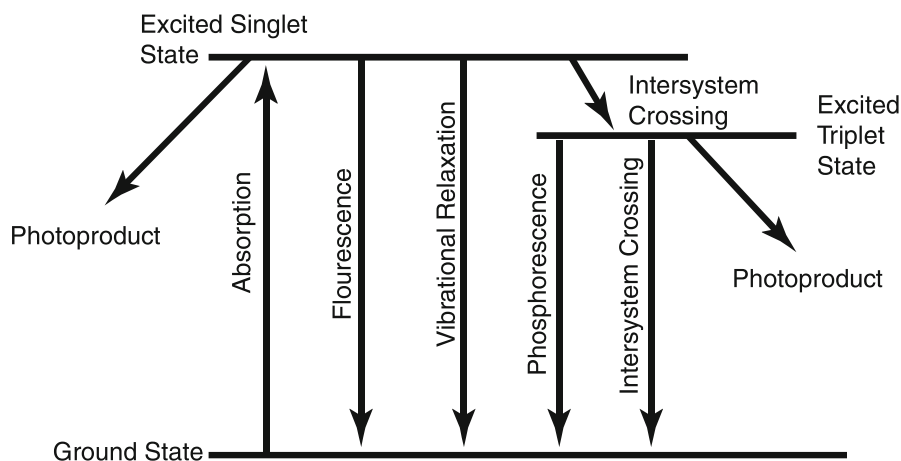 Excited Singlet
State
Intersystem
Crossing
Excited
Triplet
State
Photoproduct
Absorption
Flourescence
Vibrational Relaxation
Phosphorescence
Intersystem Crossing
Photoproduct
Ground State